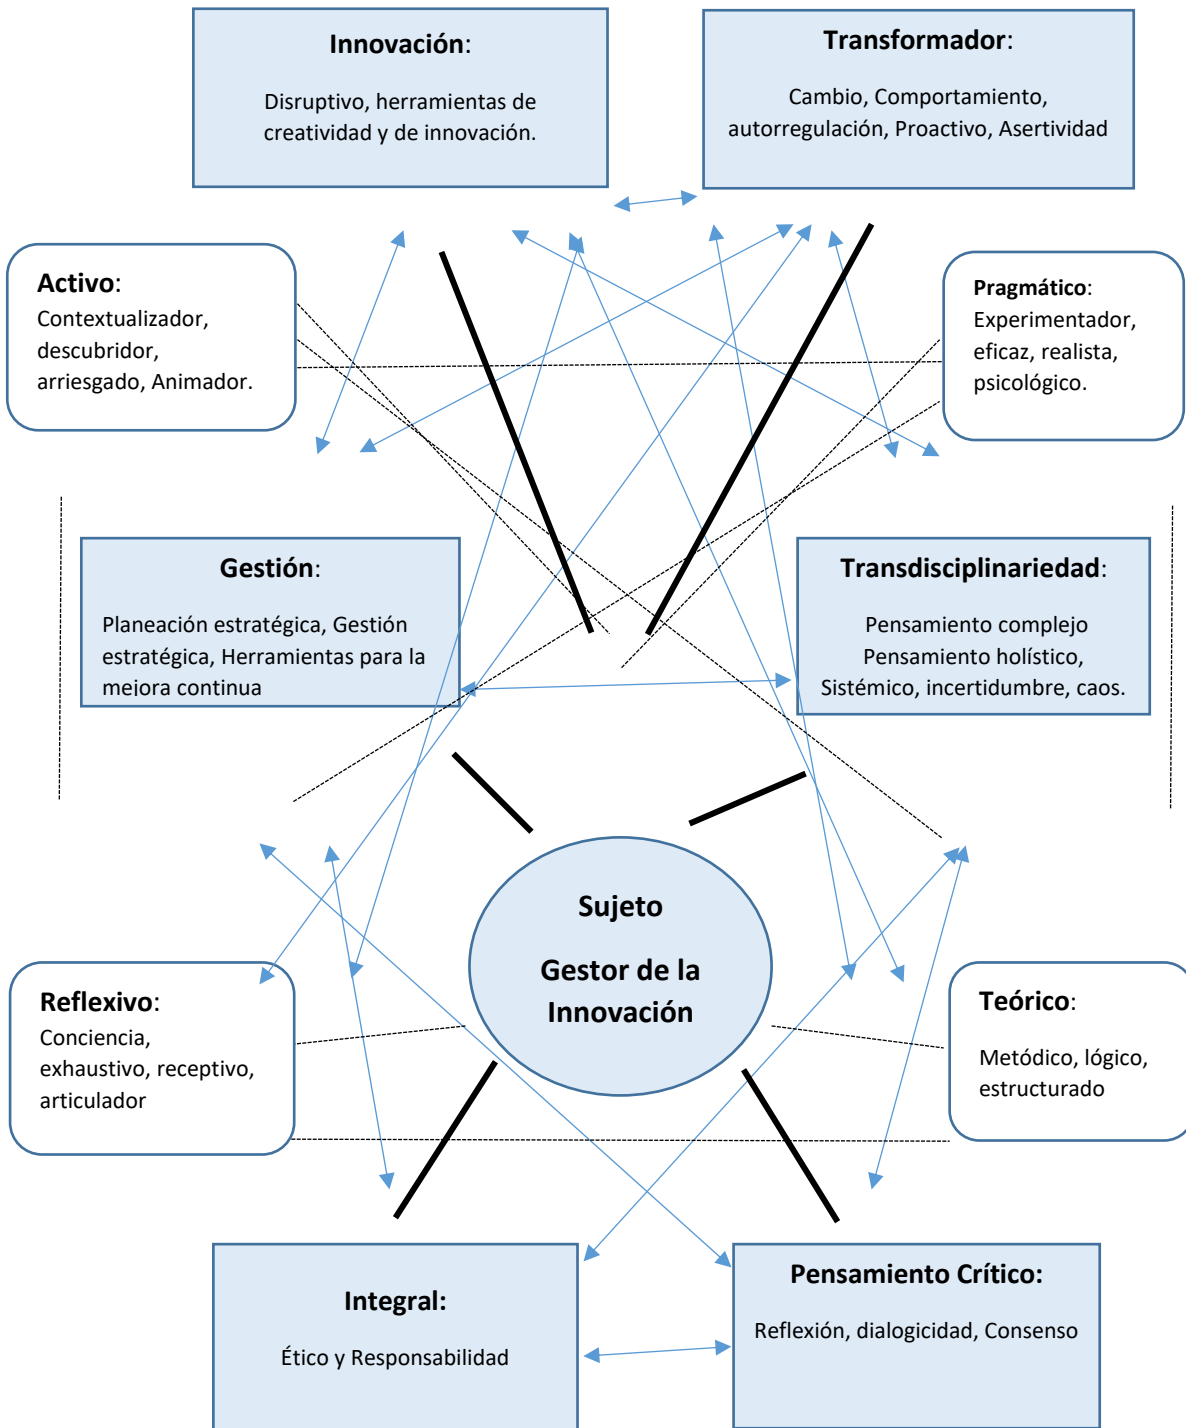 Innovación:
Disruptivo, herramientas de
creatividad y de innovación.
Transformador:
Cambio, Comportamiento,
autorregulación, Proactivo, Asertividad
Activo:
Contextualizador,
descubridor,
arriesgado, Animador.
Pragmático:
Experimentador,
eficaz, realista,
psicológico.
Gestión:
Planeación estratégica, Gestión
estratégica, Herramientas para la
mejora continua
Transdisciplinariedad:
Pensamiento complejo
Pensamiento holístico,
Sistémico, incertidumbre, caos.
Sujeto
Gestor de la
Innovación
Reflexivo:
Conciencia,
exhaustivo, receptivo,
articulador
Teórico:
Metódico, lógico,
estructurado
Integral:
Ético y Responsabilidad
Pensamiento Crítico:
Reflexión, dialogicidad, Consenso